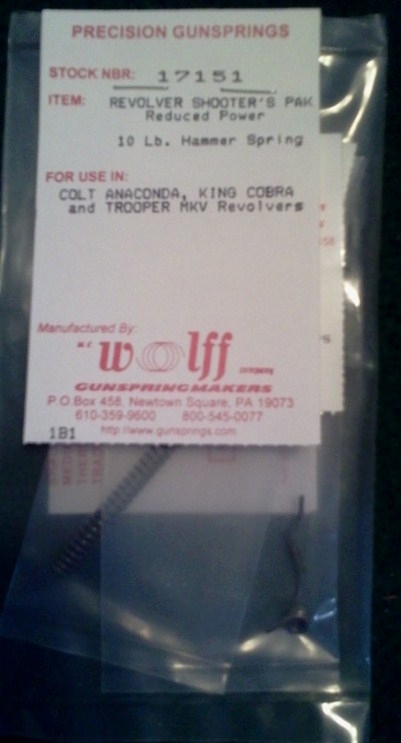 PRECISION GUNSPRINGS
STOCK NBR: 17151
ITEM: REVOLVER SHOOTER'S PAK
Reduced Power
10 Lb. Hammer Spring
FOR USE IN:
COLT ANACONDA, KING COBRA
and TROOPER MKV Revolvers
Manufactured By:
W C
wolff
company
GUNSPRINGMAKERS
P.O.Box 458, Newtown Square, PA 19073
610-359-9600 800-545-0077
1B1 http://www.gunsprings.com